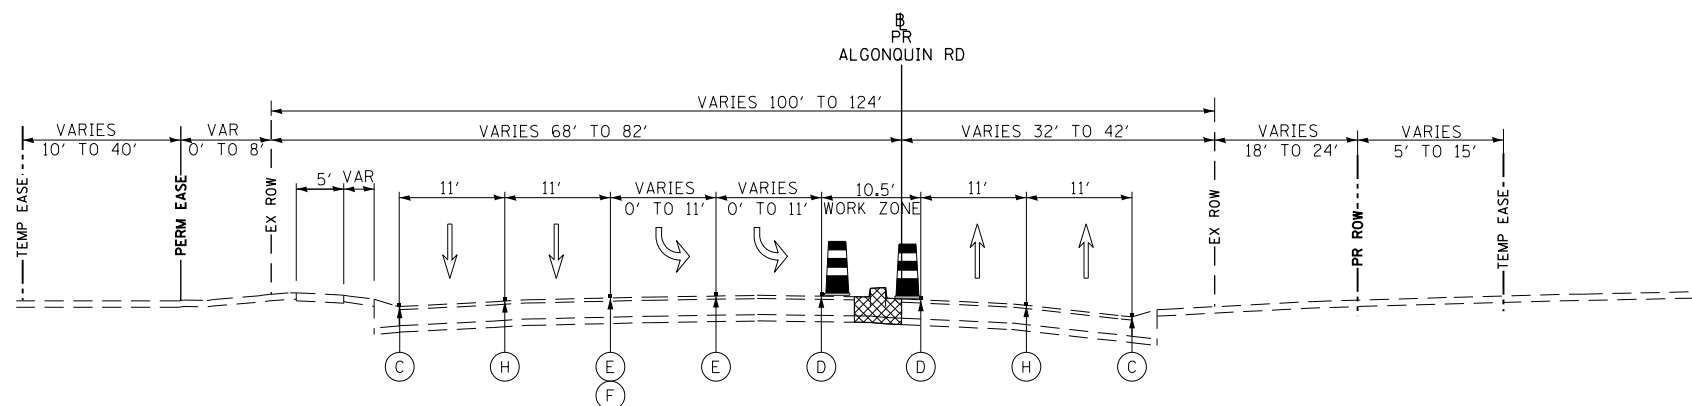 ℄
PR
ALGONQUIN RD
VARIES 100' TO 124'
VARIES
10' TO 40'
VAR
0' TO 8'
VARIES 68' TO 82'
VARIES 32' TO 42'
VARIES
18' TO 24'
VARIES
5' TO 15'
5'
VAR
11'
11'
VARIES
0' TO 11'
VARIES
0' TO 11'
10.5'
WORK ZONE
11'
11'
TEMP EASE
PERM EASE
EX ROW
EX ROW
PR ROW
TEMP EASE
C
H
E
F
E
D
D
H
C